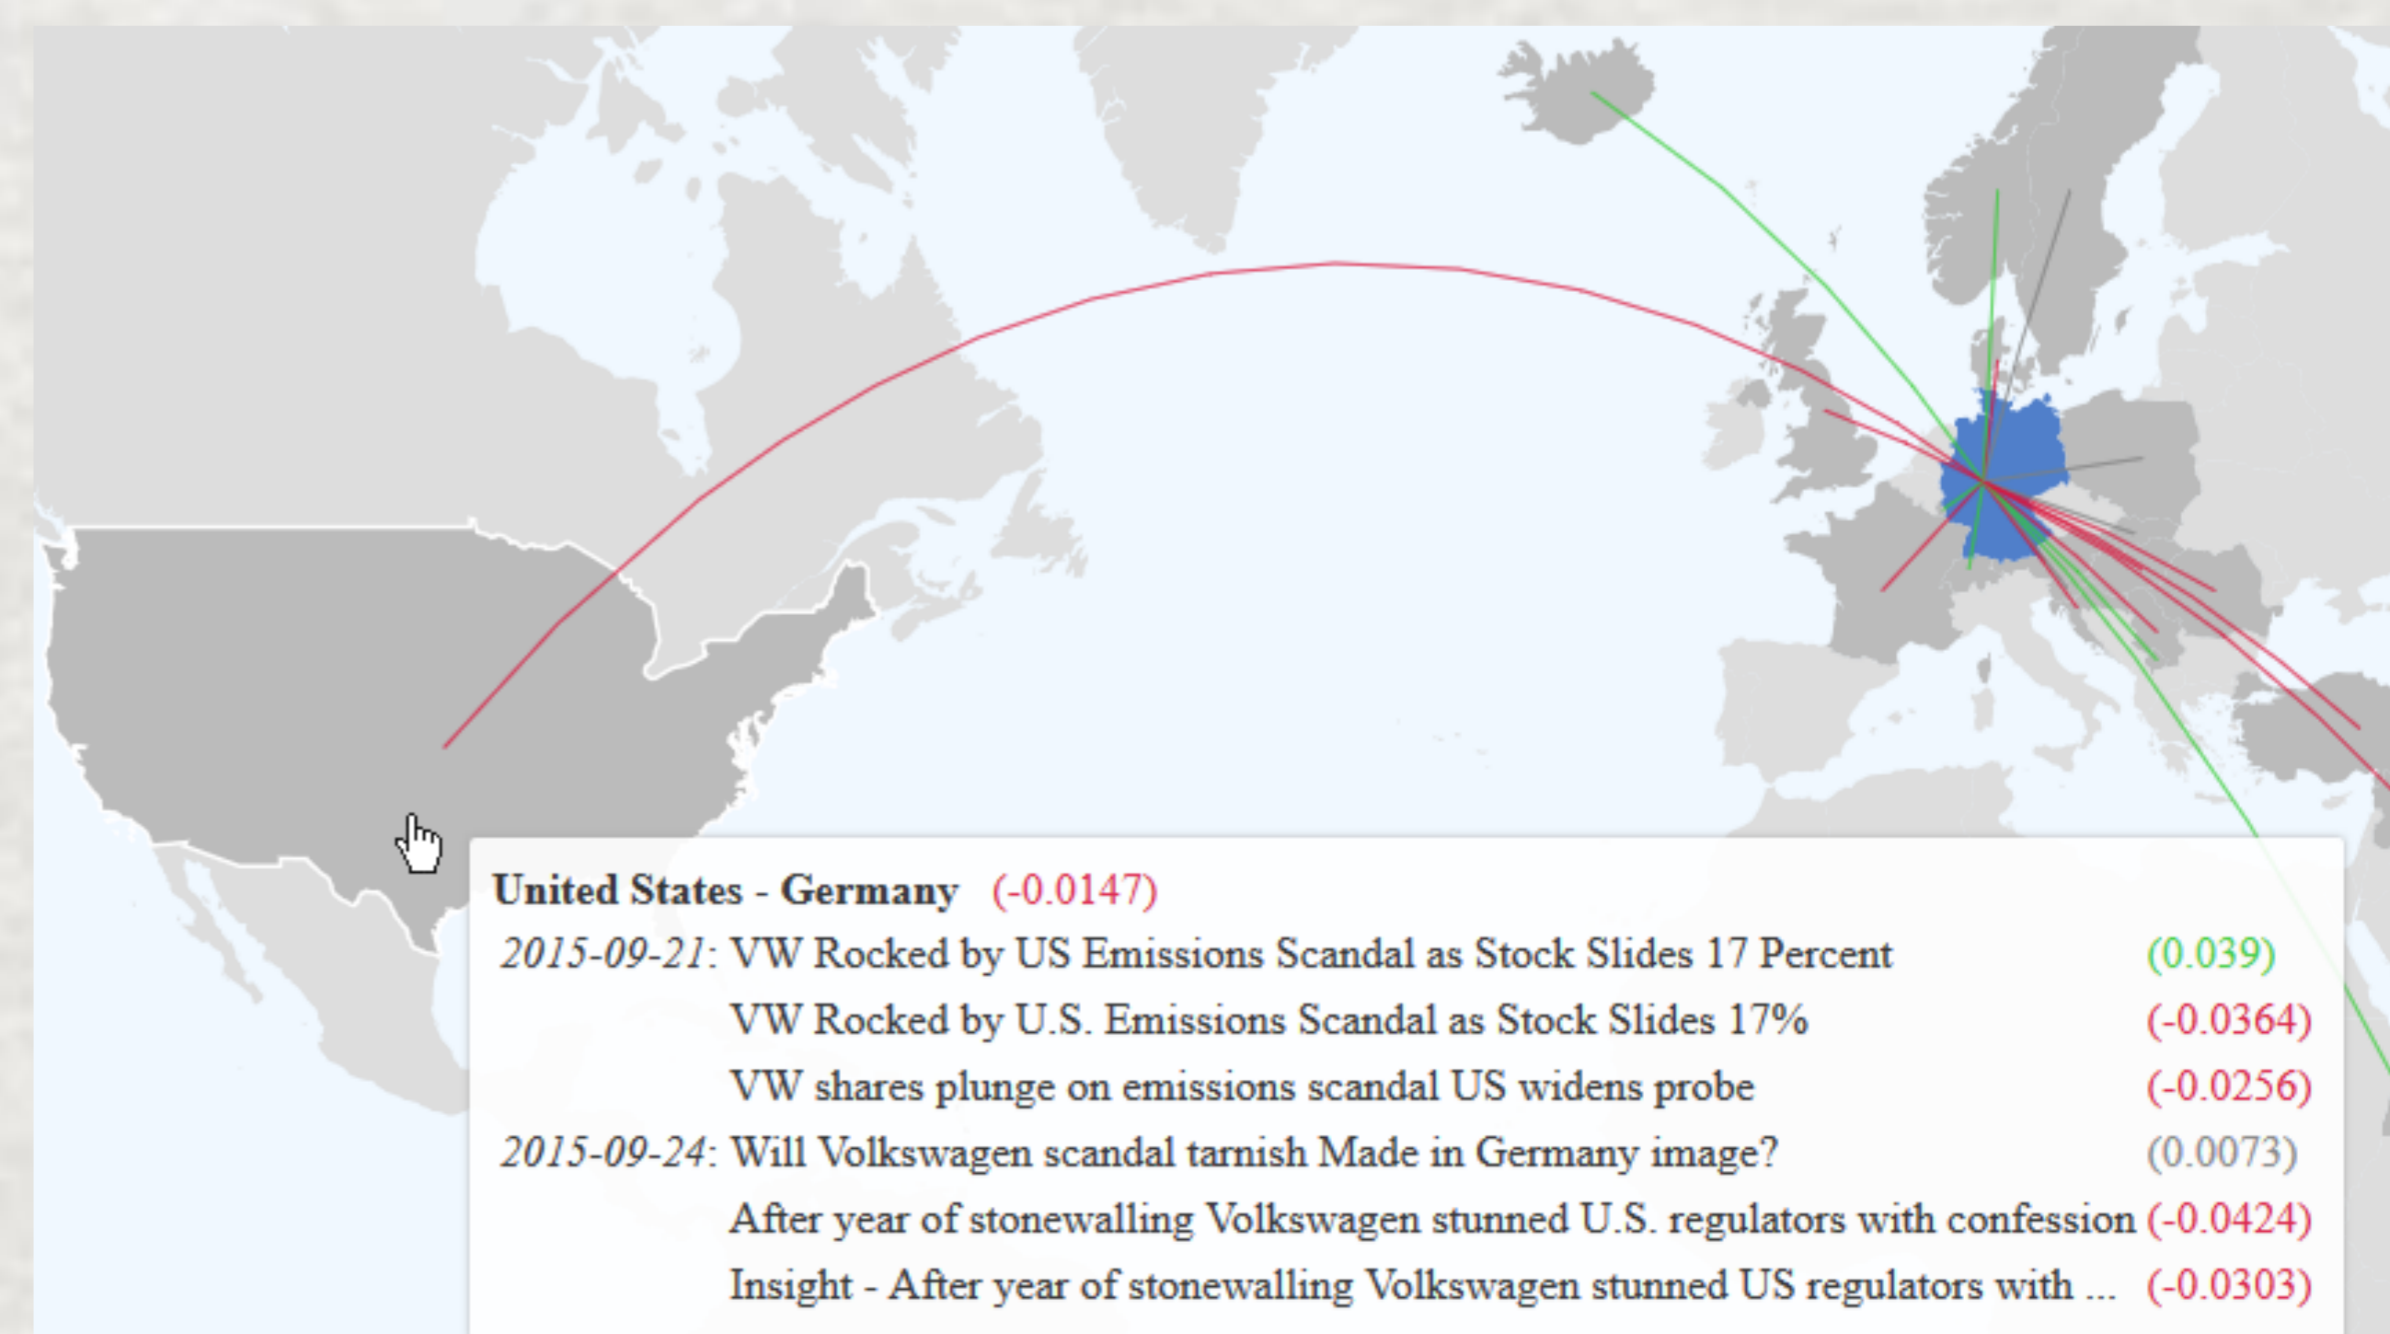 United States - Germany (-0.0147)
2015-09-21: VW Rocked by US Emissions Scandal as Stock Slides 17 Percent (0.039)
VW Rocked by U.S. Emissions Scandal as Stock Slides 17% (-0.0364)
VW shares plunge on emissions scandal US widens probe (-0.0256)
2015-09-24: Will Volkswagen scandal tarnish Made in Germany image? (0.0073)
After year of stonewalling Volkswagen stunned U.S. regulators with confession (-0.0424)
Insight - After year of stonewalling Volkswagen stunned US regulators with ... (-0.0303)